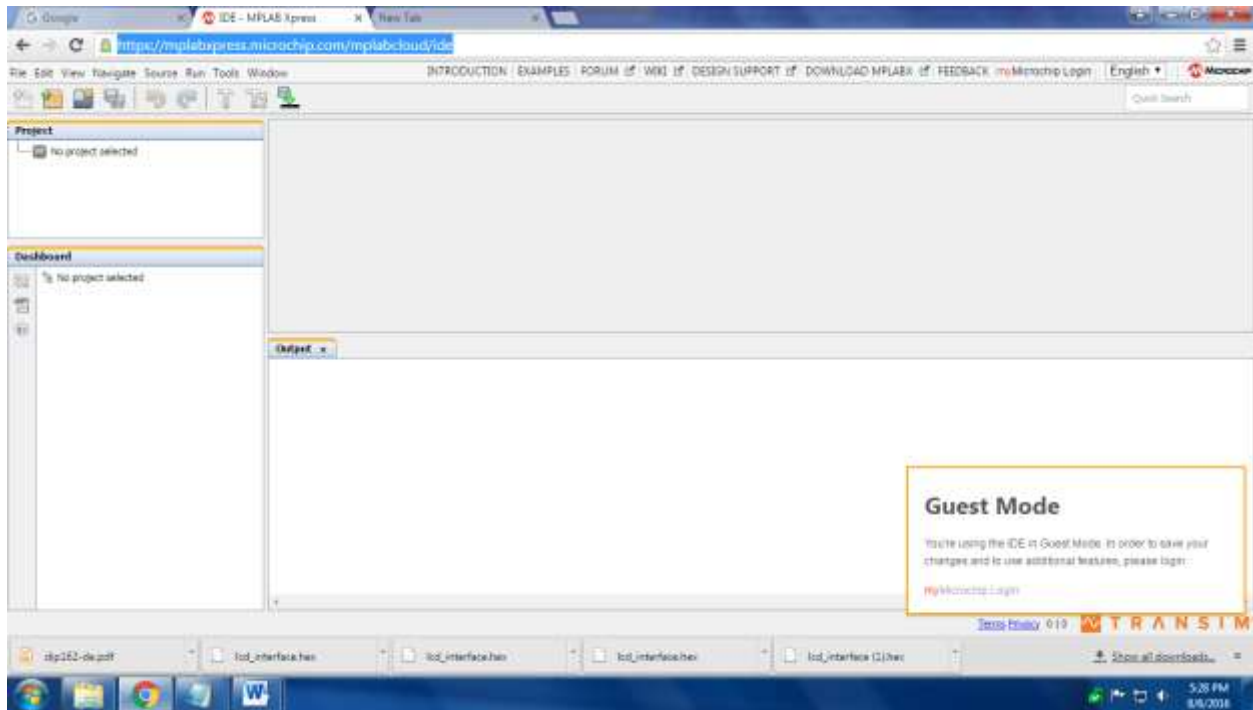 Google
IDE - MPLAB Xpress
New Tab
https://mplabxpress.microchip.com/mplabcloud/ide
File Edit View Navigate Source Run Tools Window
INTRODUCTION EXAMPLES FORUM WIKI DESIGN SUPPORT DOWNLOAD MPLABX FEEDBACK myMicrochip Login English MICROCHIP
Quick Search
Project
No project selected
Dashboard
No project selected
Output
Guest Mode
You're using the IDE in Guest Mode. In order to save your
changes and to use additional features, please login
myMicrochip Login
Terms Privacy TRANSIM
lcd_interface.hex
lcd_interface.hex
lcd_interface.hex
lcd_interface (1).hex
Show all downloads...
W
5:28 PM